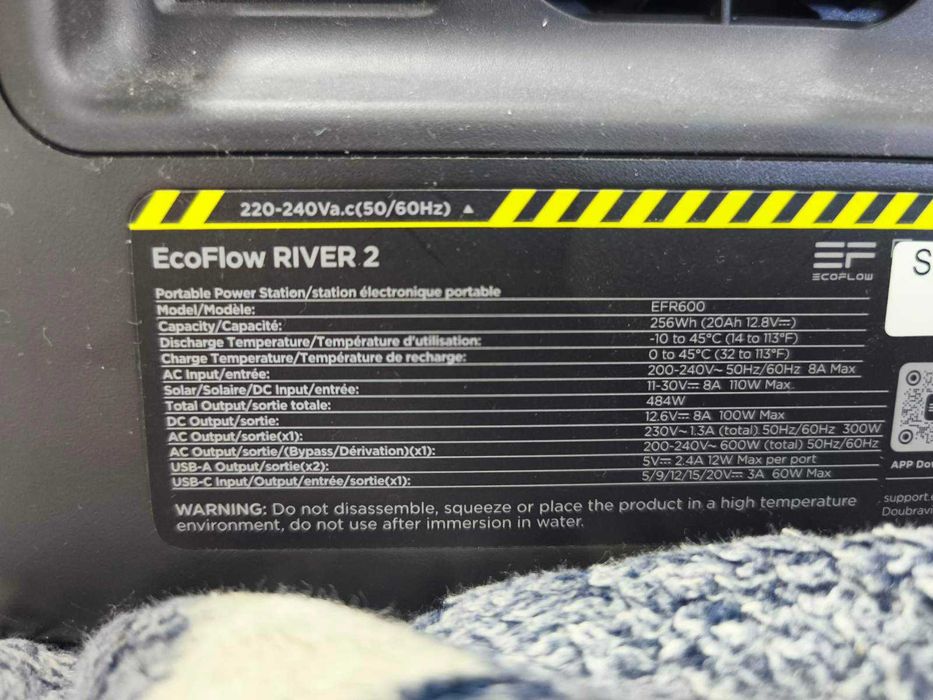 220-240Va.c(50/60Hz) ▲
EcoFlow RIVER 2
EF
ECOFLOW
S
Portable Power Station/station électronique portable
Model/Modèle: EFR600
Capacity/Capacité: 256Wh (20Ah 12.8V⎓)
Discharge Temperature/Température d'utilisation: -10 to 45°C (14 to 113°F)
Charge Temperature/Température de recharge: 0 to 45°C (32 to 113°F)
AC Input/entrée: 200-240V~ 50Hz/60Hz 8A Max
Solar/Solaire/DC Input/entrée: 11-30V⎓ 8A 110W Max
Total Output/sortie totale: 484W
DC Output/sortie: 12.6V⎓ 8A 100W Max
AC Output/sortie(x1): 230V~ 1.3A (total) 50Hz/60Hz 300W
AC Output/sortie/(Bypass/Dérivation)(x1): 200-240V~ 600W (total) 50Hz/60Hz
USB-A Output/sortie(x2): 5V⎓ 2.4A 12W Max per port
USB-C Input/Output/entrée/sortie(x1): 5/9/12/15/20V⎓ 3A 60W Max
WARNING: Do not disassemble, squeeze or place the product in a high temperature
environment, do not use after immersion in water.
APP Dow
support.e
Doubravi